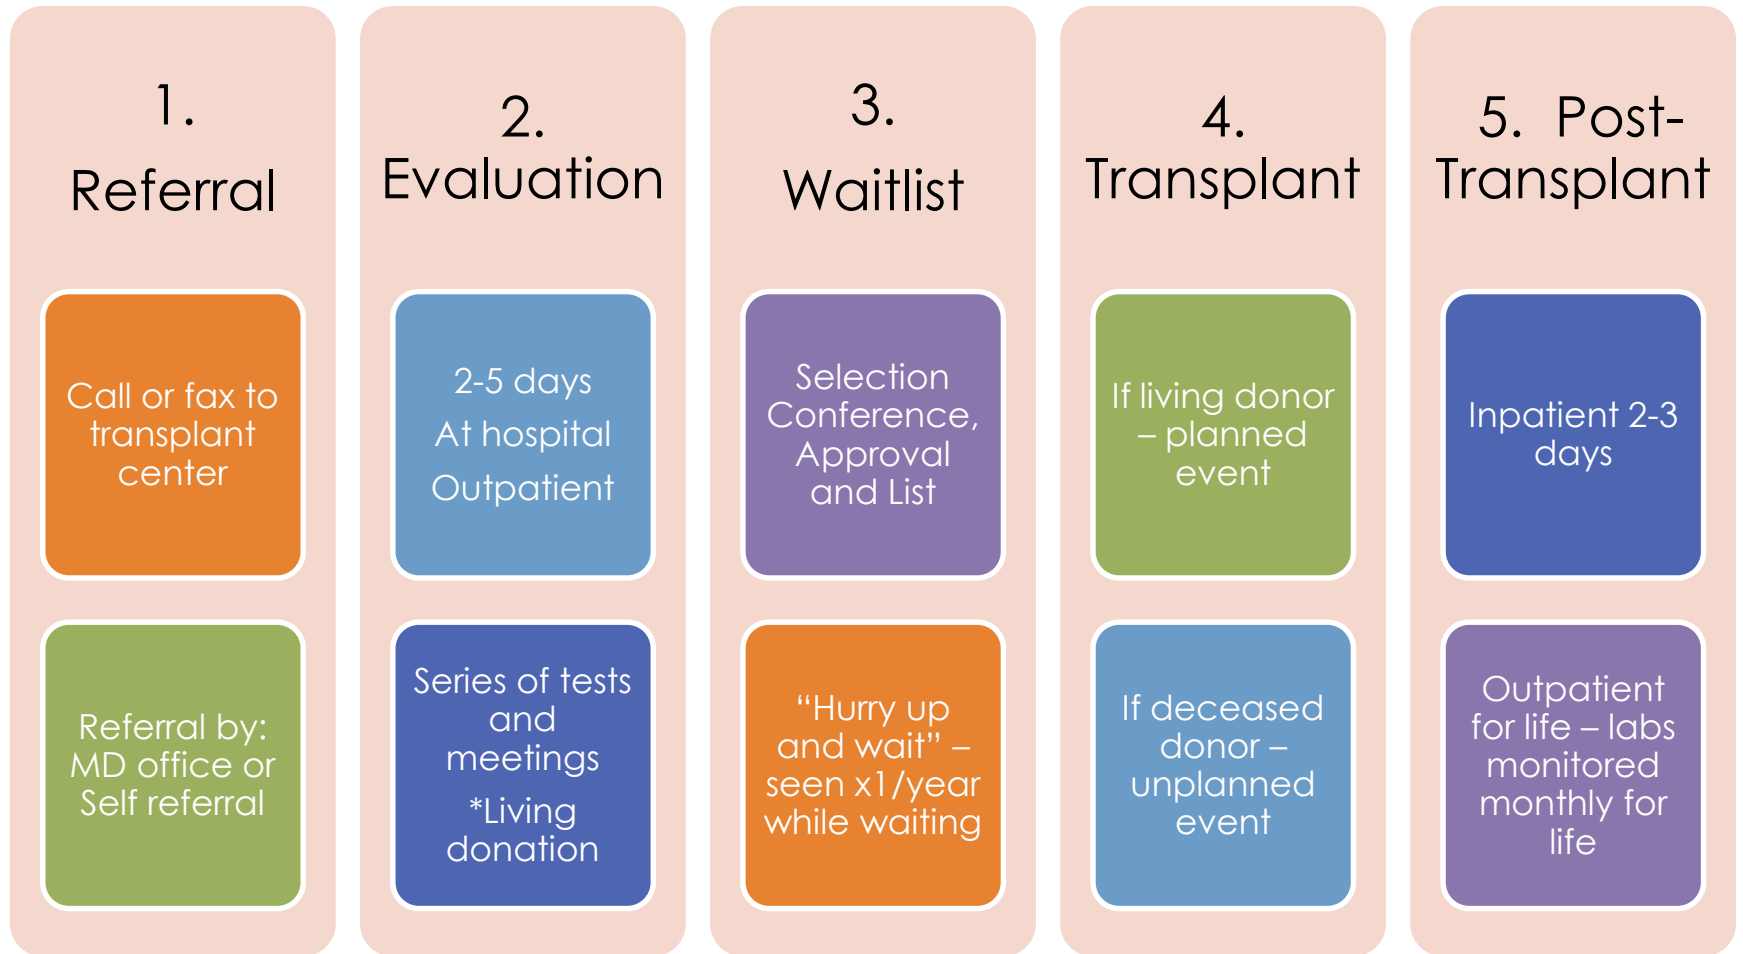 1.
Referral
Call or fax to
transplant
center
Referral by:
MD office or
Self referral
2.
Evaluation
2-5 days
At hospital
Outpatient
Series of tests
and
meetings
*Living
donation
3.
Waitlist
Selection
Conference,
Approval
and List
“Hurry up
and wait” –
seen x1/year
while waiting
4.
Transplant
If living donor
– planned
event
If deceased
donor –
unplanned
event
5. Post-
Transplant
Inpatient 2-3
days
Outpatient
for life – labs
monitored
monthly for
life